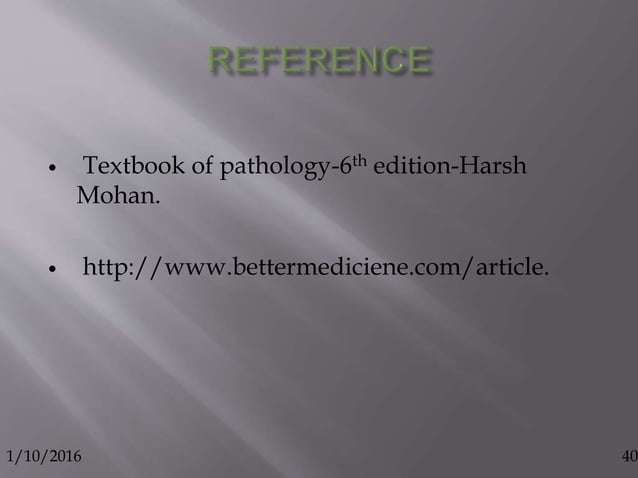 REFERENCE
• Textbook of pathology-6th edition-Harsh
Mohan.
• http://www.bettermediciene.com/article.
1/10/2016 40